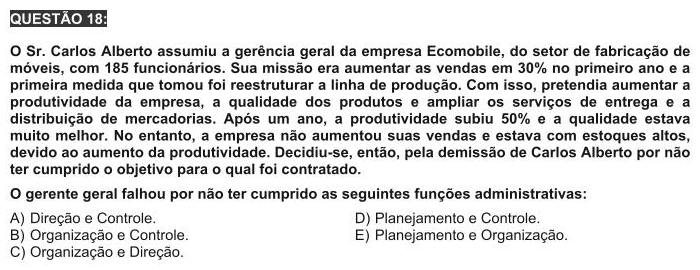 QUESTÃO 18:
O Sr. Carlos Alberto assumiu a gerência geral da empresa Ecomobile, do setor de fabricação de
móveis, com 185 funcionários. Sua missão era aumentar as vendas em 30% no primeiro ano e a
primeira medida que tomou foi reestruturar a linha de produção. Com isso, pretendia aumentar a
produtividade da empresa, a qualidade dos produtos e ampliar os serviços de entrega e a
distribuição de mercadorias. Após um ano, a produtividade subiu 50% e a qualidade estava
muito melhor. No entanto, a empresa não aumentou suas vendas e estava com estoques altos,
devido ao aumento da produtividade. Decidiu-se, então, pela demissão de Carlos Alberto por não
ter cumprido o objetivo para o qual foi contratado.
O gerente geral falhou por não ter cumprido as seguintes funções administrativas:
A) Direção e Controle.
B) Organização e Controle.
C) Organização e Direção.
D) Planejamento e Controle.
E) Planejamento e Organização.